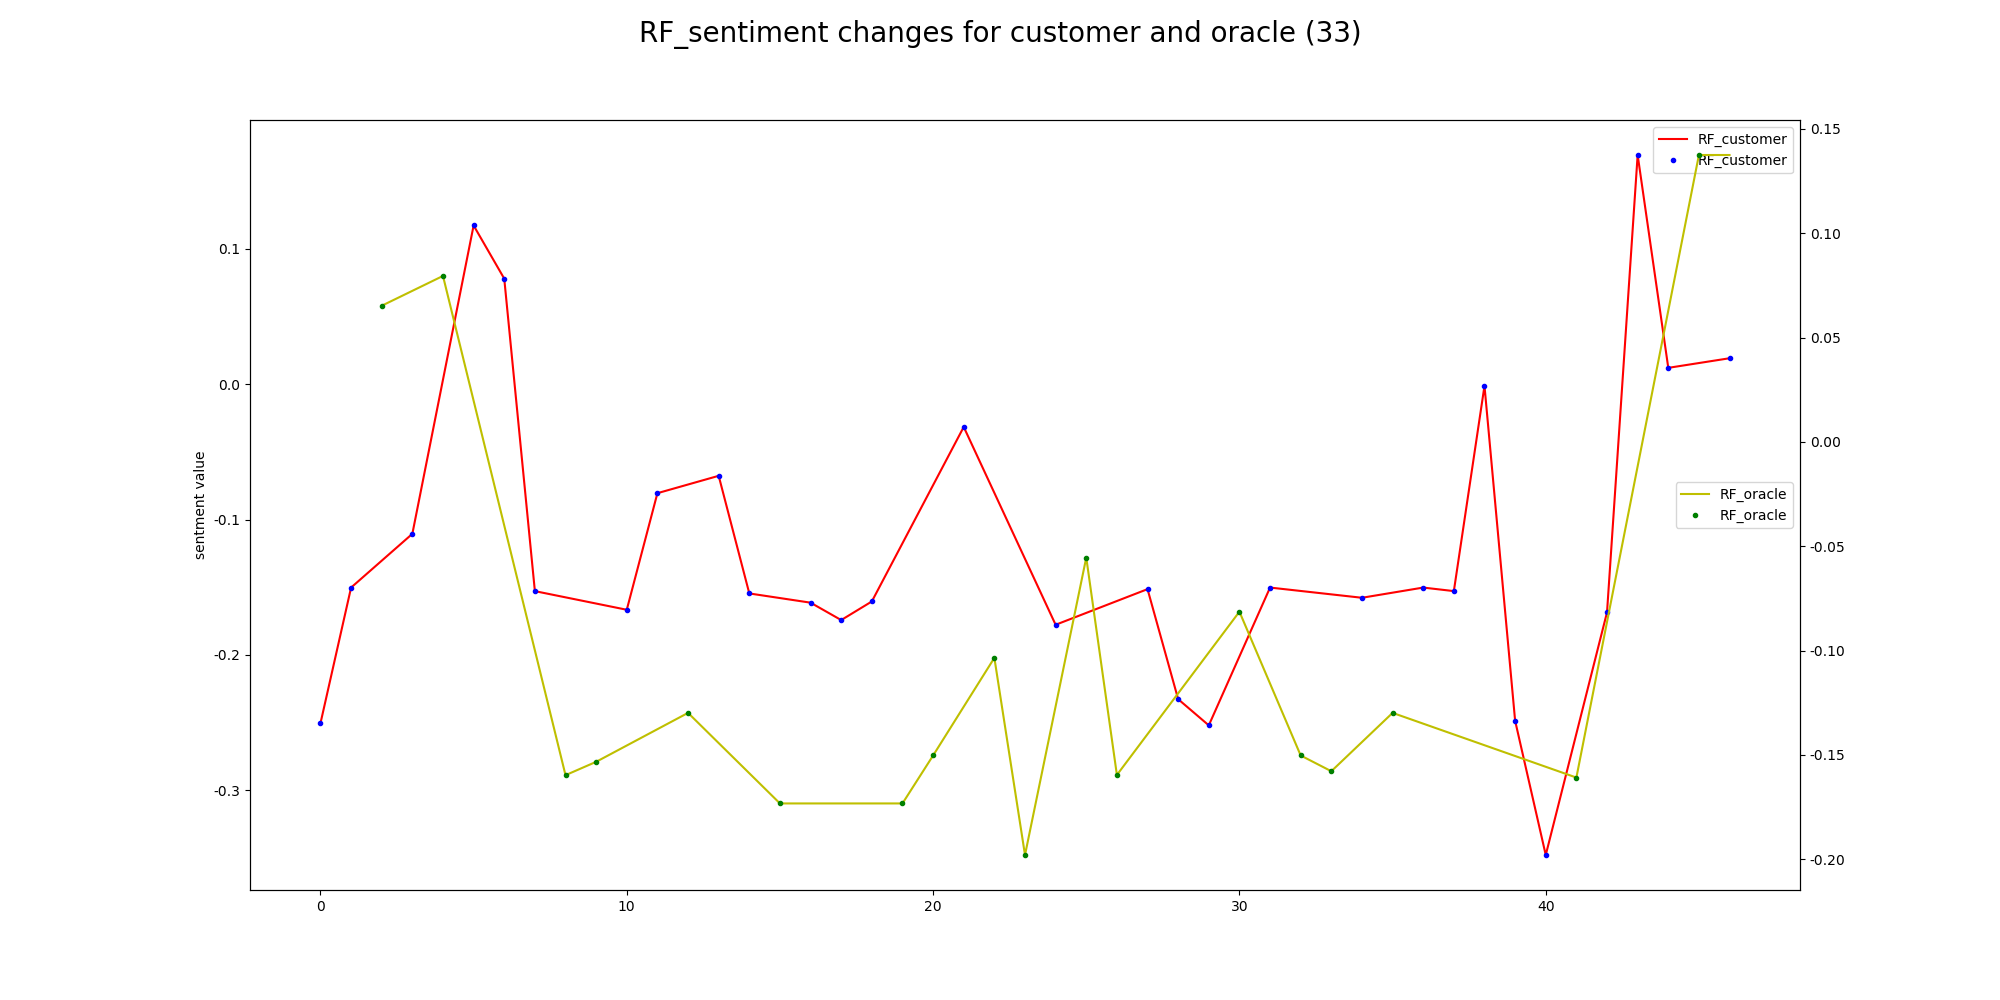 RF_sentiment changes for customer and oracle (33)
RF_customer
RF_customer
RF_oracle
RF_oracle
sentment value
0.1
0.0
-0.1
-0.2
-0.3
0.15
0.10
0.05
0.00
-0.05
-0.10
-0.15
-0.20
0 10 20 30 40